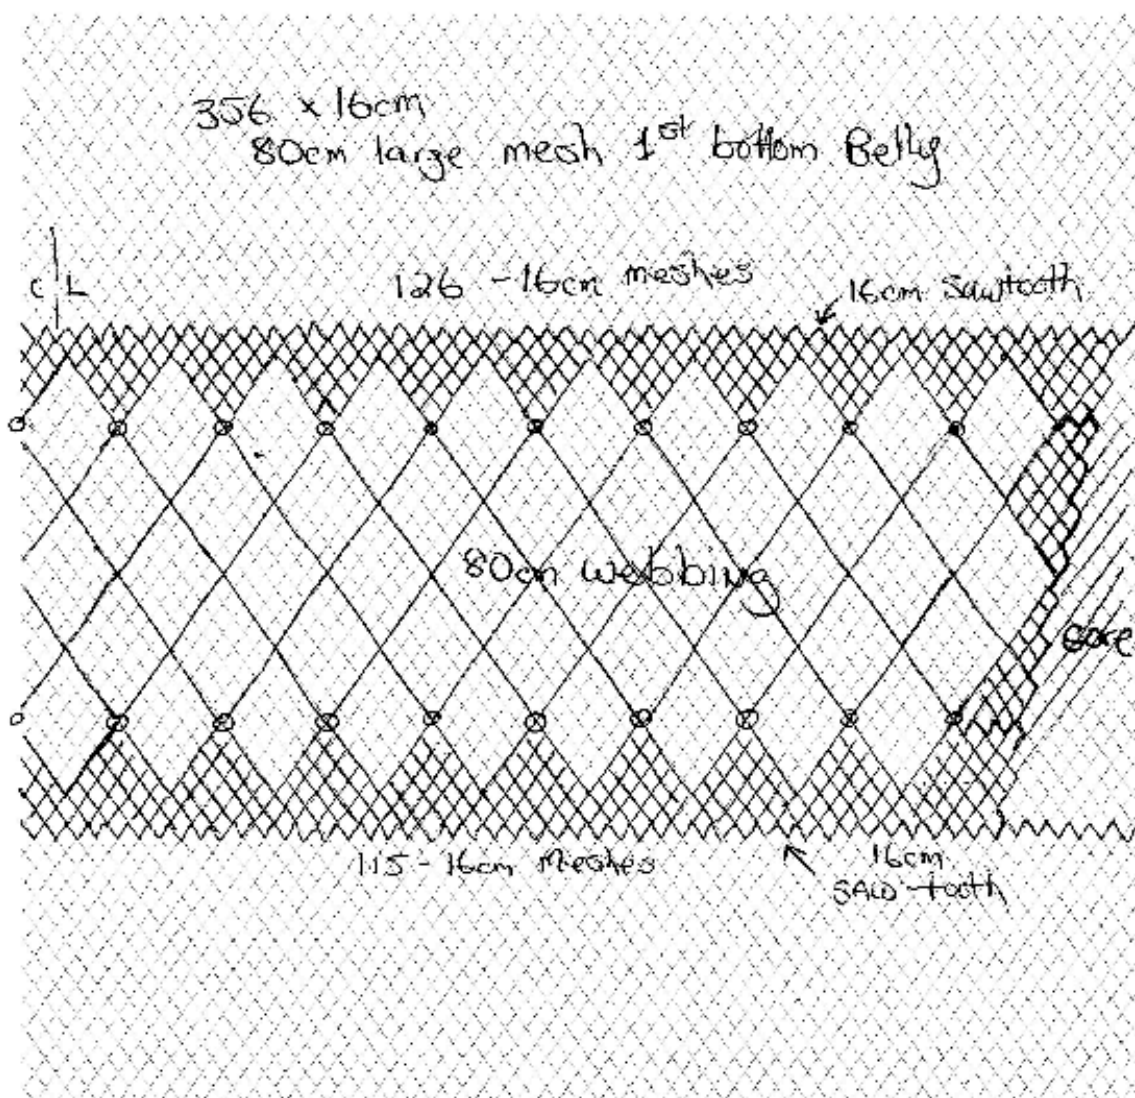 356 x 16cm
80cm large mesh 1st bottom Belly
C L
126 - 16cm meshes
16cm Sawtooth
80cm webbing
Gore
115 - 16cm Meshes
16cm
SAW-tooth